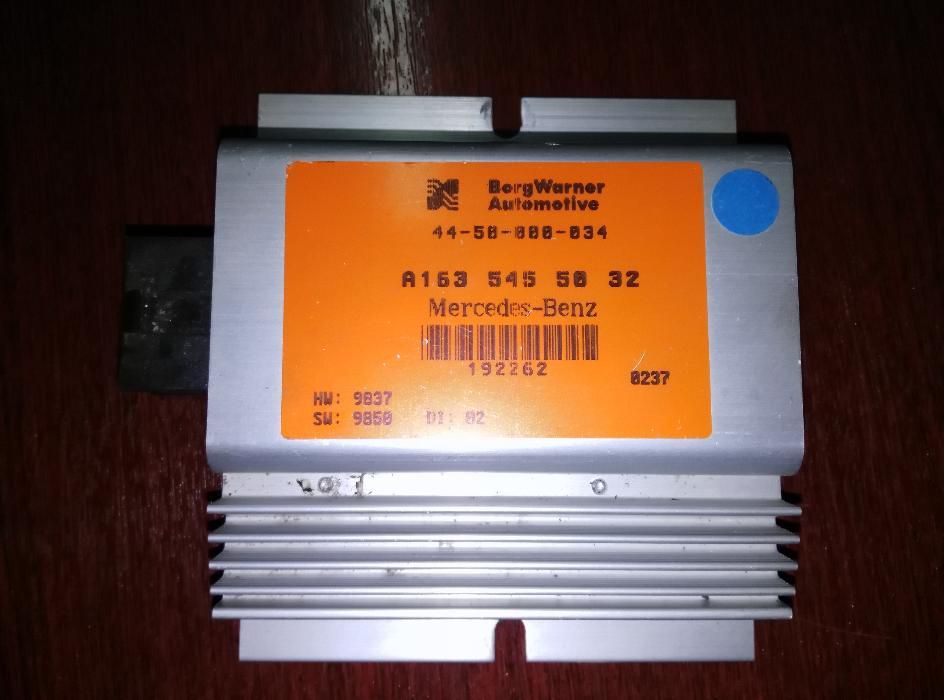 BorgWarner
Automotive
44-50-000-034
A163 545 50 32
Mercedes-Benz
192262
0237
HW: 9837
SW: 9850 DI: 02